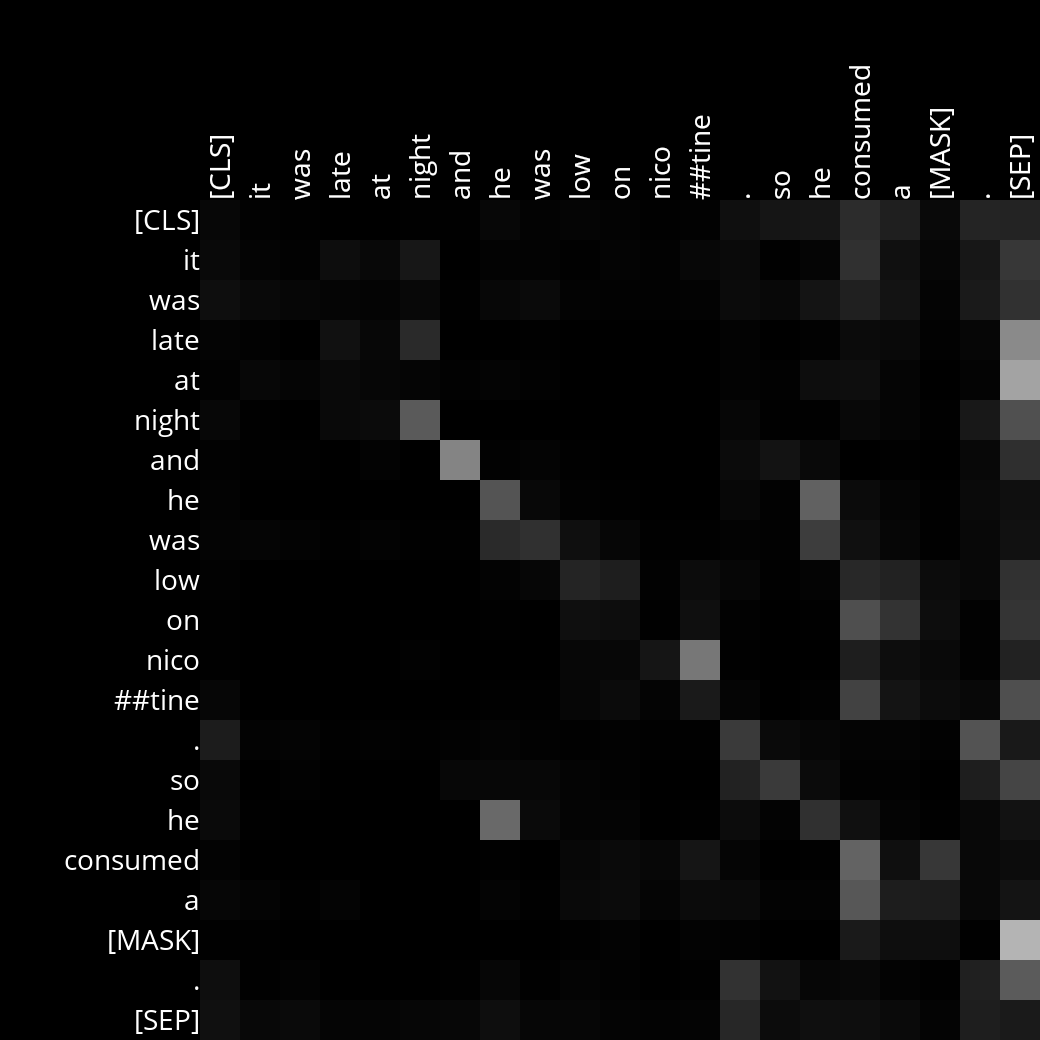 [CLS] it was late at night and he was low on nico ##tine . so he consumed a [MASK] . [SEP]
[CLS]
it
was
late
at
night
and
he
was
low
on
nico
##tine
.
so
he
consumed
a
[MASK]
.
[SEP]